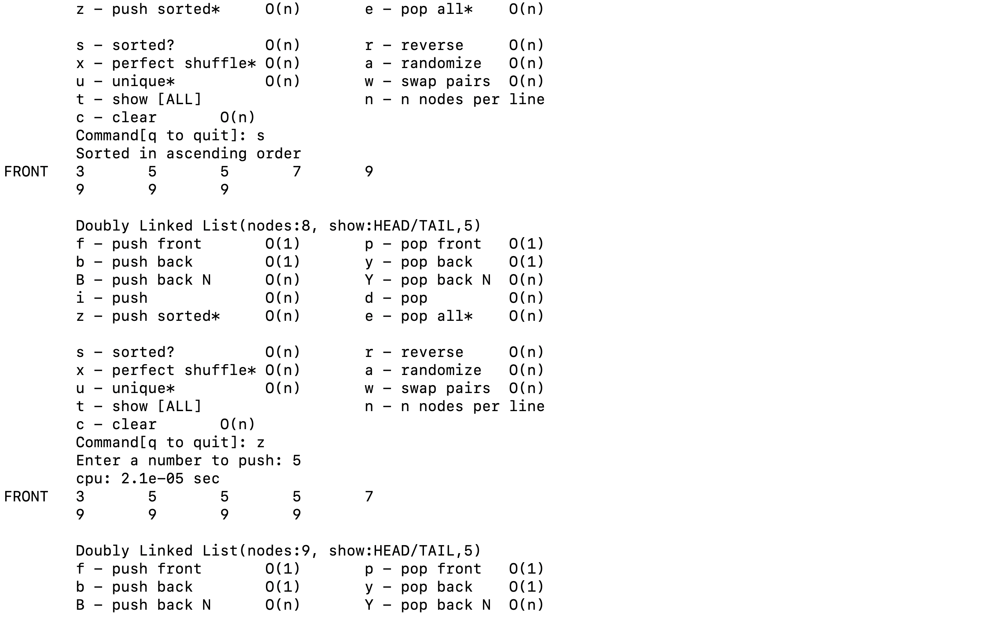 z – push sorted*     O(n)       e – pop all*    O(n)

s – sorted?          O(n)       r – reverse     O(n)
x – perfect shuffle* O(n)       a – randomize   O(n)
u – unique*          O(n)       w – swap pairs  O(n)
t – show [ALL]                  n – n nodes per line
c – clear       O(n)
Command[q to quit]: s
Sorted in ascending order
FRONT   3       5       5       7       9
9       9       9

Doubly Linked List(nodes:8, show:HEAD/TAIL,5)
f – push front       O(1)       p – pop front   O(1)
b – push back        O(1)       y – pop back    O(1)
B – push back N      O(n)       Y – pop back N  O(n)
i – push             O(n)       d – pop         O(n)
z – push sorted*     O(n)       e – pop all*    O(n)

s – sorted?          O(n)       r – reverse     O(n)
x – perfect shuffle* O(n)       a – randomize   O(n)
u – unique*          O(n)       w – swap pairs  O(n)
t – show [ALL]                  n – n nodes per line
c – clear       O(n)
Command[q to quit]: z
Enter a number to push: 5
cpu: 2.1e–05 sec
FRONT   3       5       5       5       7
9       9       9       9

Doubly Linked List(nodes:9, show:HEAD/TAIL,5)
f – push front       O(1)       p – pop front   O(1)
b – push back        O(1)       y – pop back    O(1)
B – push back N      O(n)       Y – pop back N  O(n)